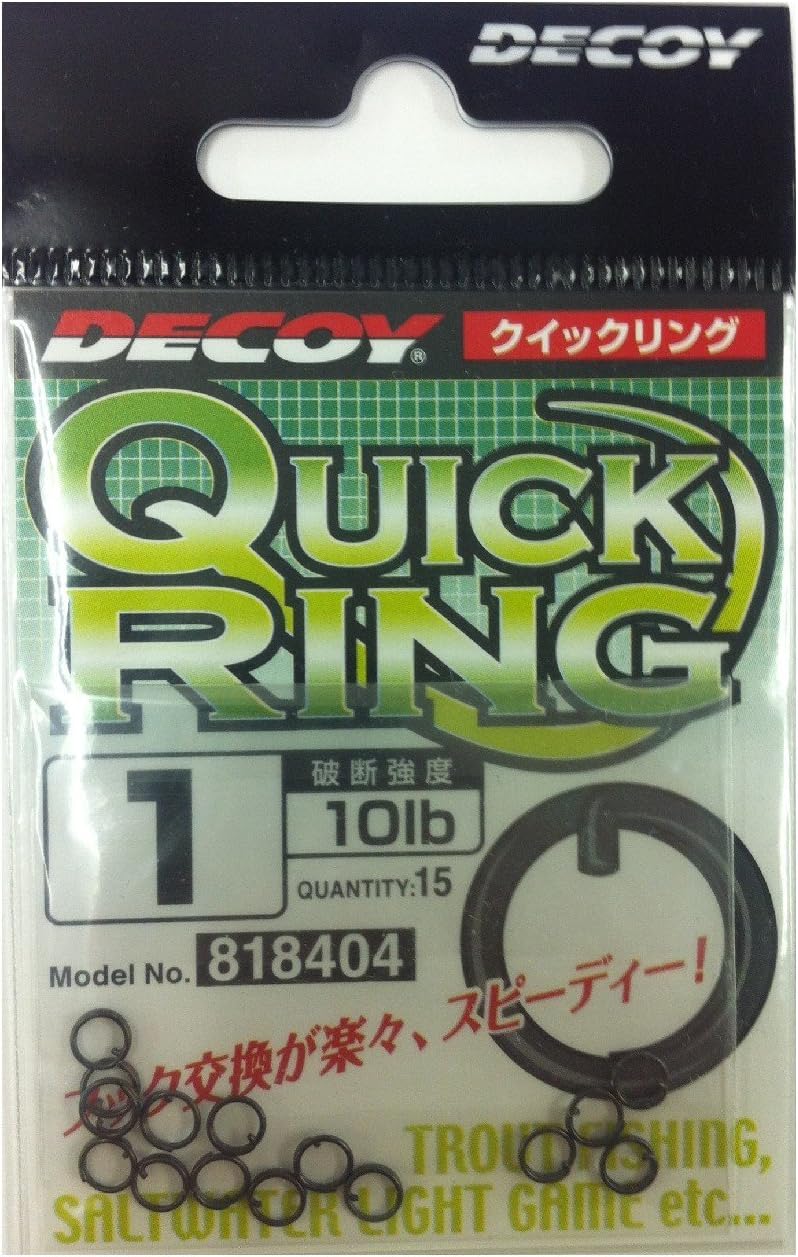 DECOY
DECOY® クイックリング
QUICK
RING
1
破断強度
10lb
QUANTITY:15
Model No. 818404
フック交換が楽々、スピーディー!
TROUT FISHING,
SALTWATER LIGHT GAME etc...